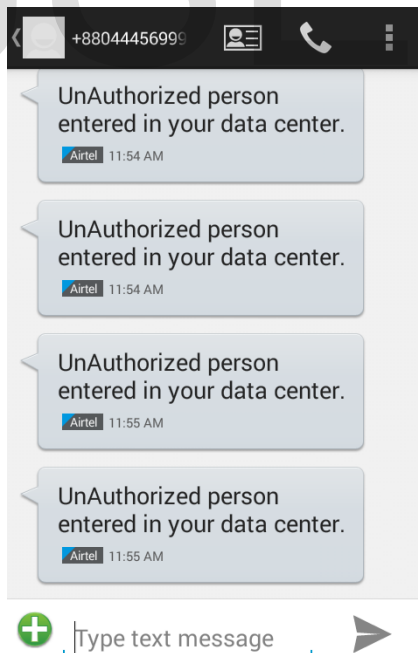 +88044456999
UnAuthorized person
entered in your data center.
Airtel 11:54 AM
UnAuthorized person
entered in your data center.
Airtel 11:54 AM
UnAuthorized person
entered in your data center.
Airtel 11:55 AM
UnAuthorized person
entered in your data center.
Airtel 11:55 AM
Type text message